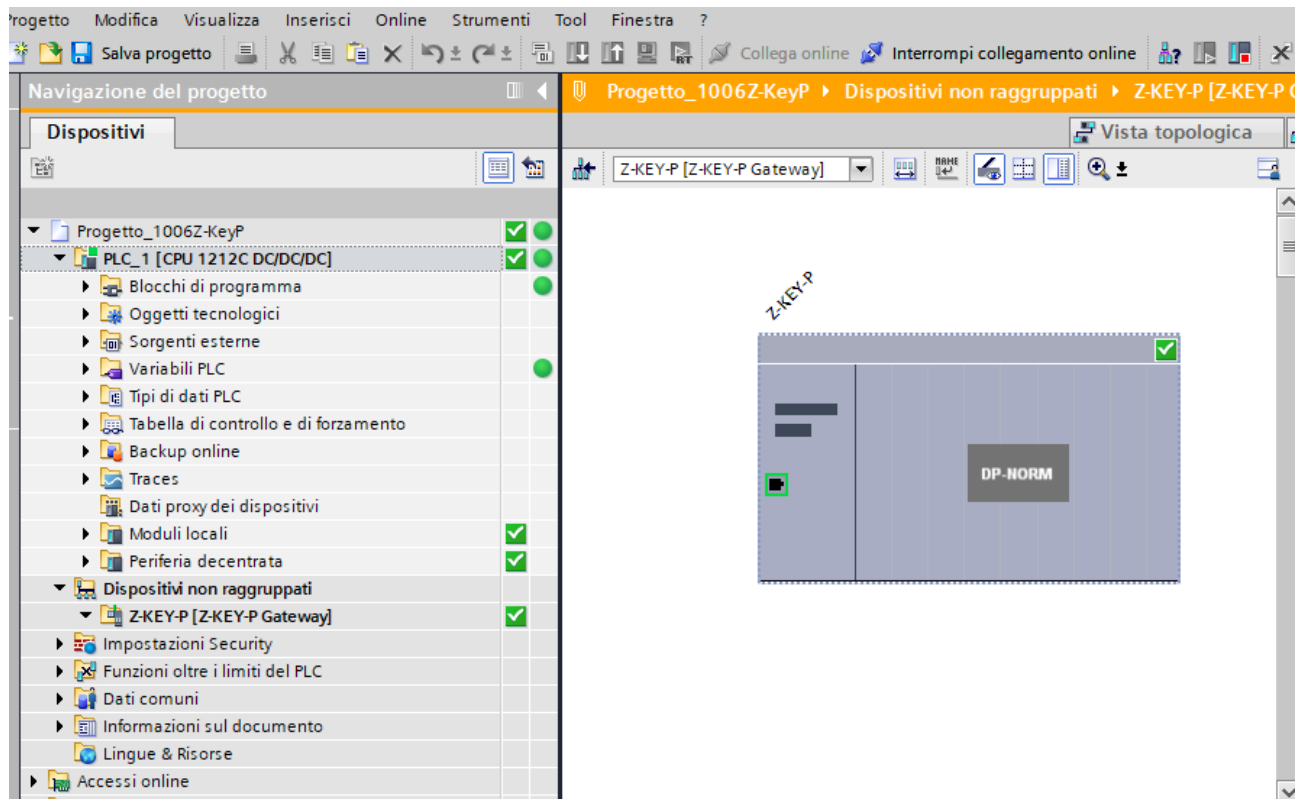 Progetto Modifica Visualizza Inserisci Online Strumenti Tool Finestra ?
Salva progetto Collega online Interrompi collegamento online
Navigazione del progetto
Progetto_1006Z-KeyP Dispositivi non raggruppati Z-KEY-P [Z-KEY-P
Dispositivi
Vista topologica
Z-KEY-P [Z-KEY-P Gateway]
Progetto_1006Z-KeyP
PLC_1 [CPU 1212C DC/DC/DC]
Blocchi di programma
Oggetti tecnologici
Sorgenti esterne
Variabili PLC
Tipi di dati PLC
Tabella di controllo e di forzamento
Backup online
Traces
Dati proxy dei dispositivi
Moduli locali
Periferia decentrata
Dispositivi non raggruppati
Z-KEY-P [Z-KEY-P Gateway]
Impostazioni Security
Funzioni oltre i limiti del PLC
Dati comuni
Informazioni sul documento
Lingue & Risorse
Accessi online
Z-KEY-P
DP-NORM